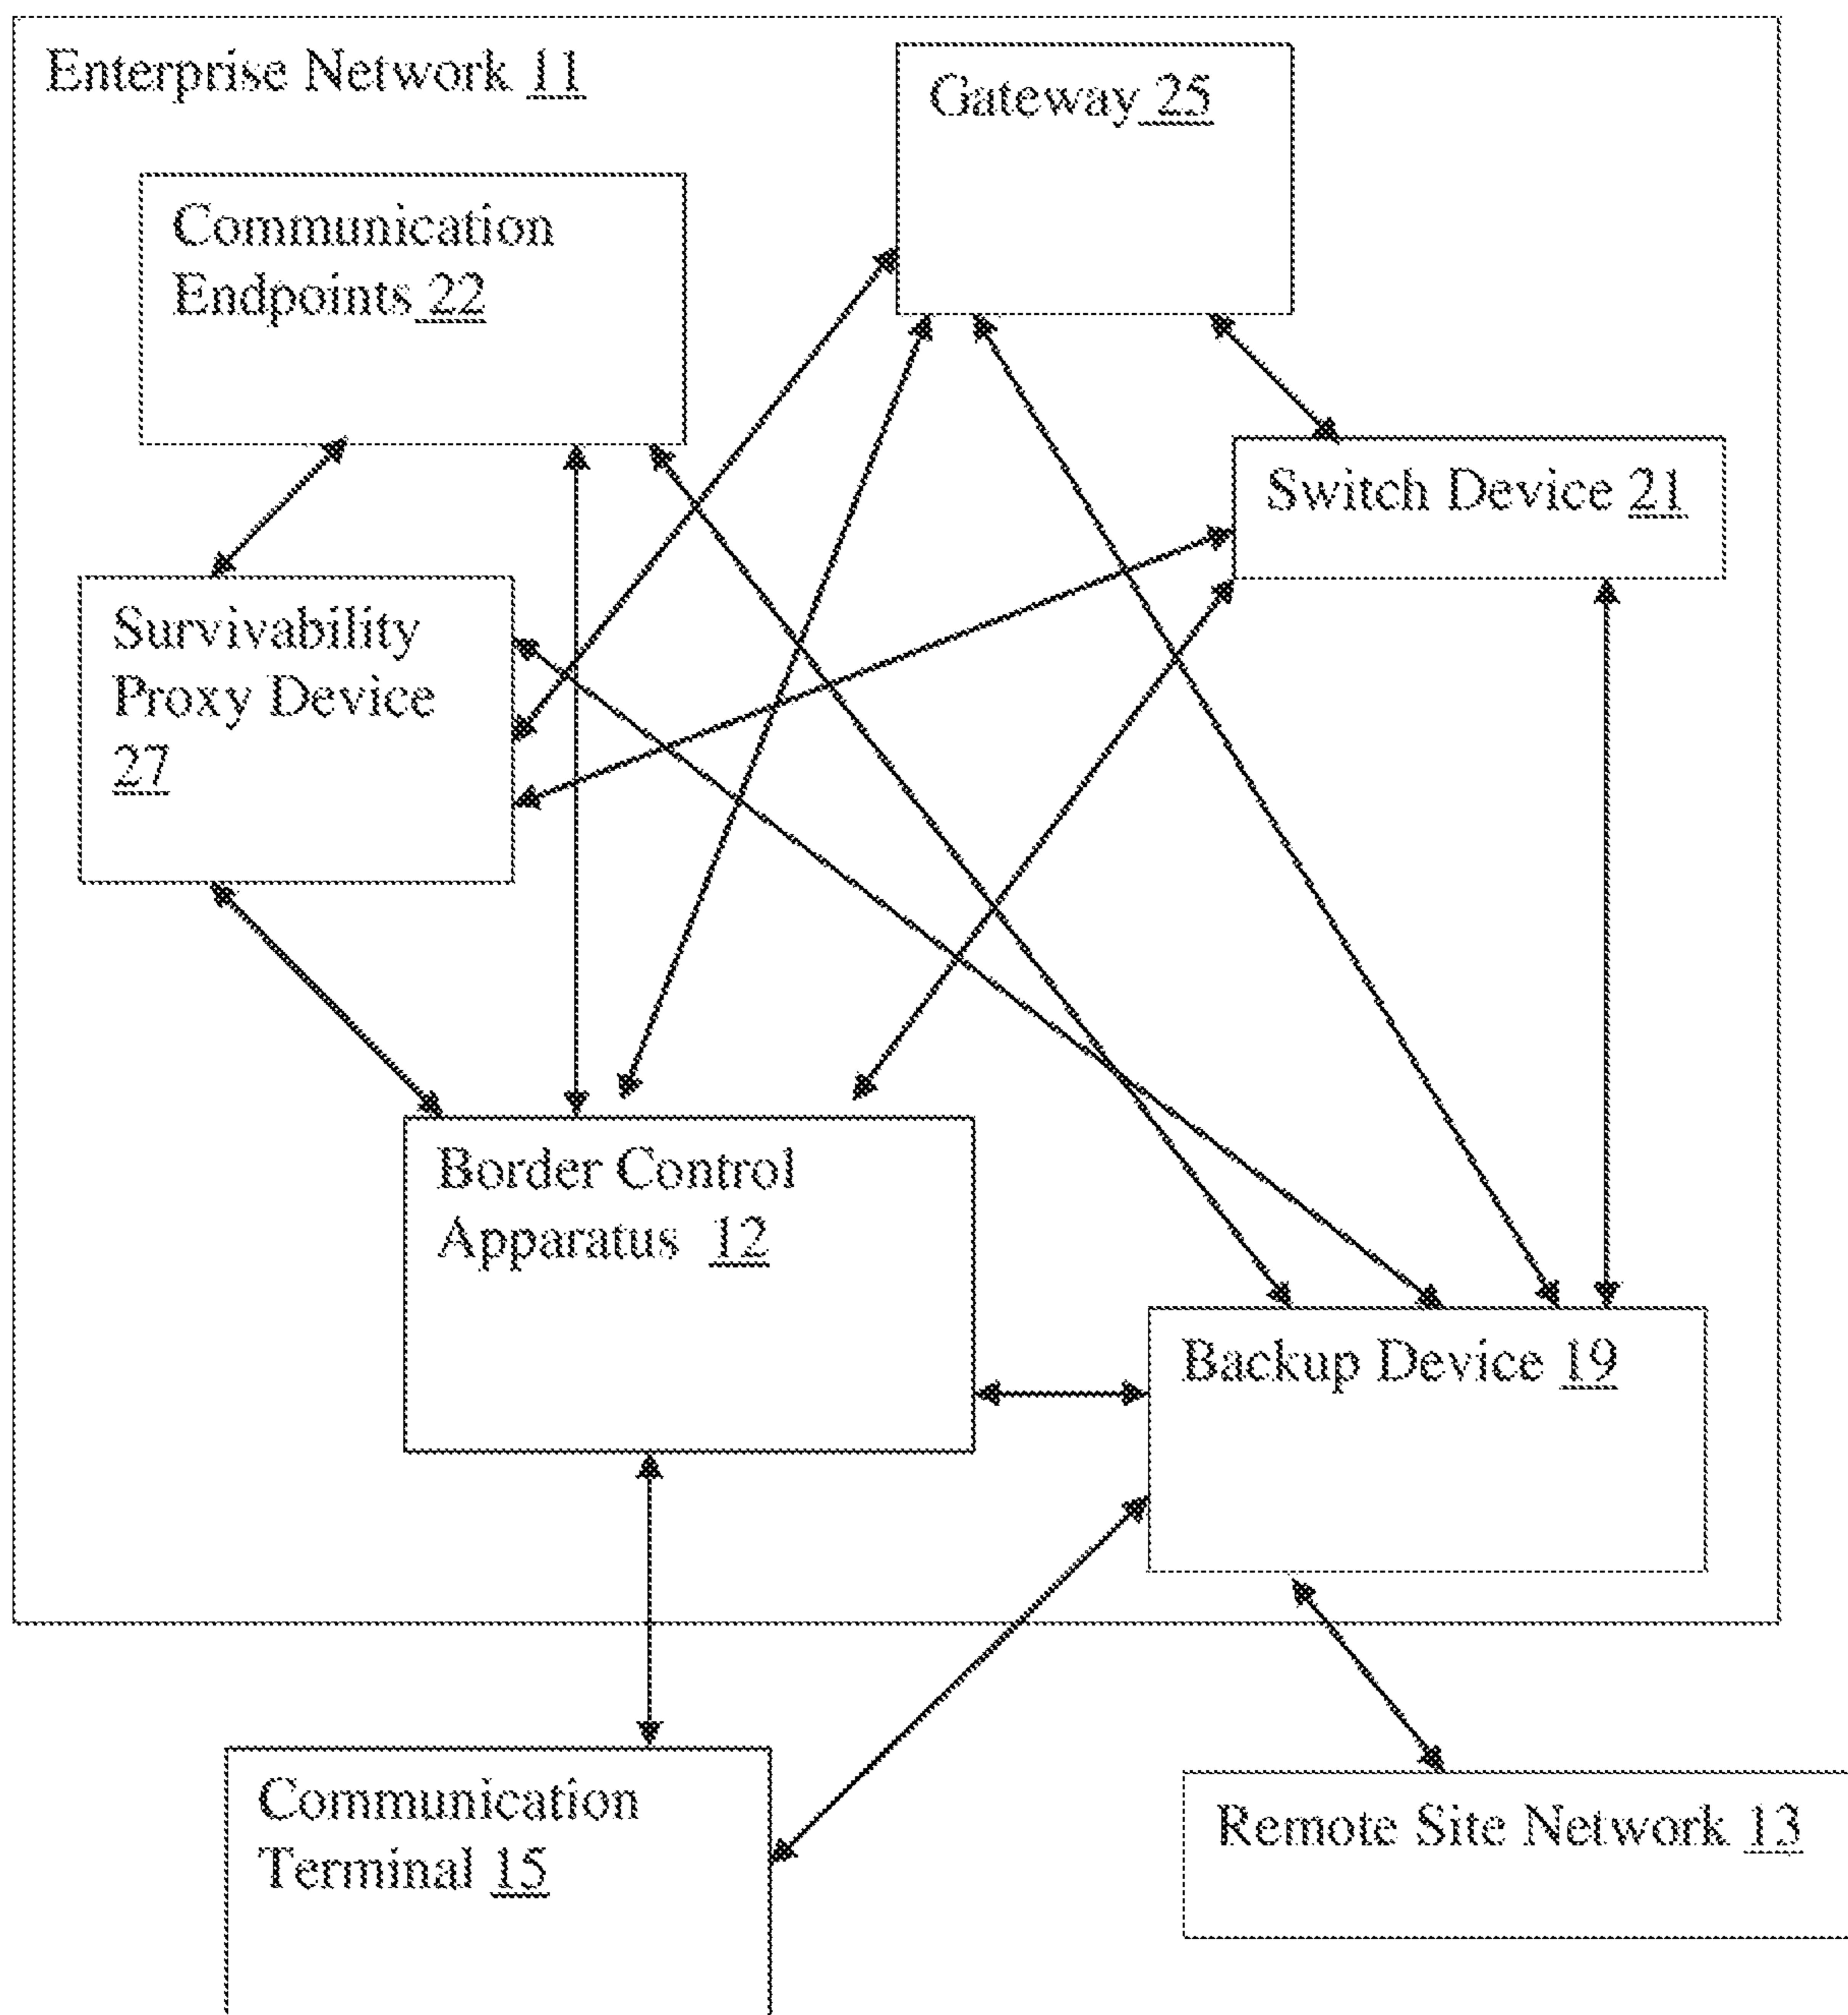 Enterprise Network 11
Gateway 25
Communication
Endpoints 22
Switch Device 21
Survivability
Proxy Device
27
Border Control
Apparatus 12
Backup Device 19
Communication
Terminal 15
Remote Site Network 13